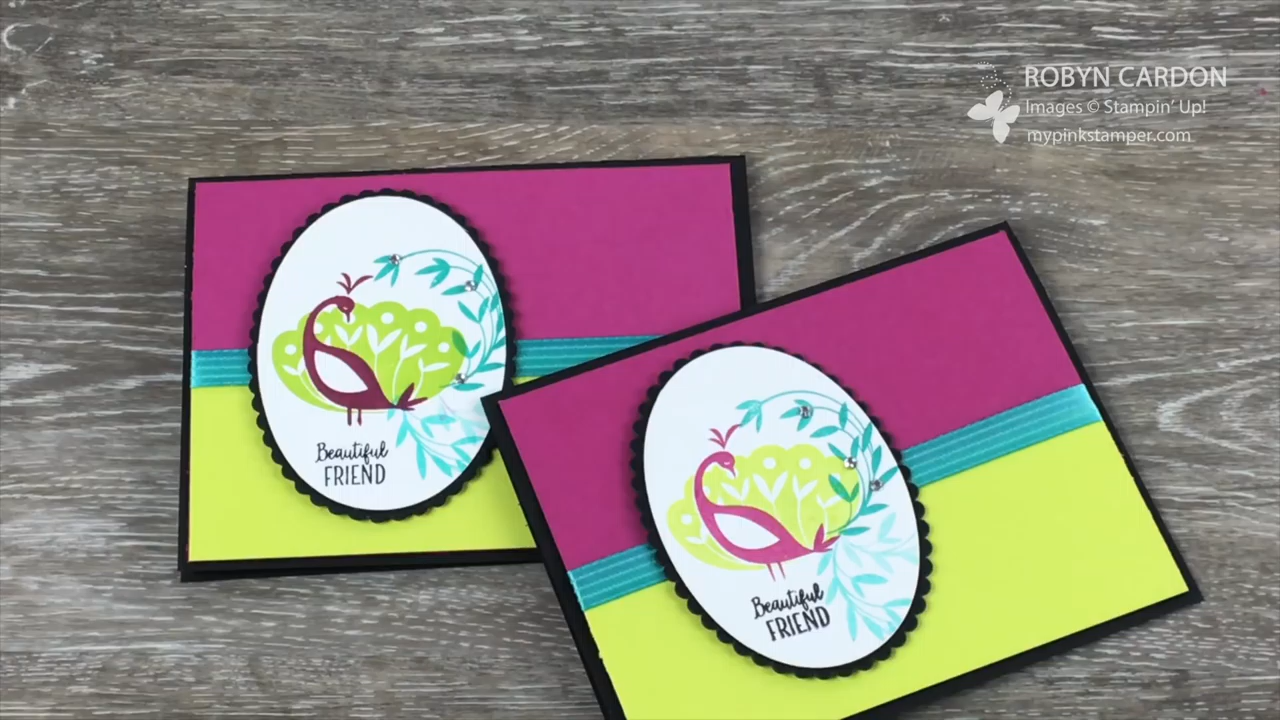 ROBYN CARDON
Images © Stampin' Up!
mypinkstamper.com
Beautiful
FRIEND
Beautiful
FRIEND